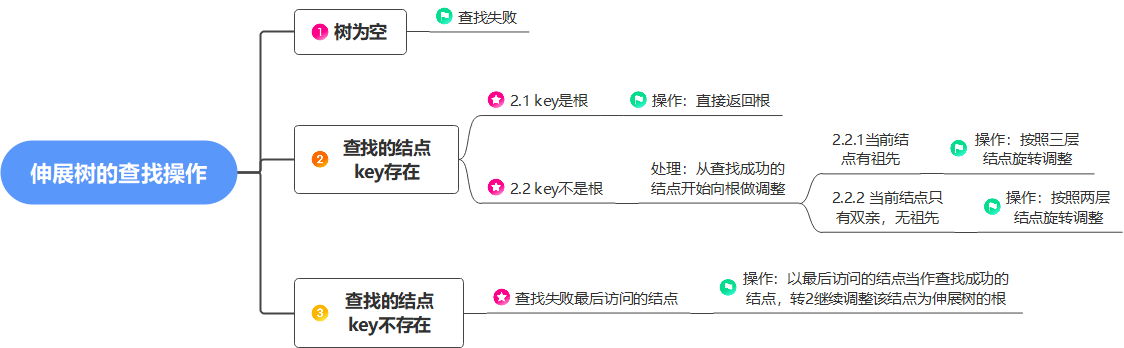 伸展树的查找操作
1 树为空
查找失败
2 查找的结点
key存在
2.1 key是根
操作：直接返回根
2.2 key不是根
处理：从查找成功的
结点开始向根做调整
2.2.1当前结
点有祖先
操作：按照三层
结点旋转调整
2.2.2 当前结点只
有双亲，无祖先
操作：按照两层
结点旋转调整
3 查找的结点
key不存在
查找失败最后访问的结点
操作：以最后访问的结点当作查找成功的
结点，转2继续调整该结点为伸展树的根